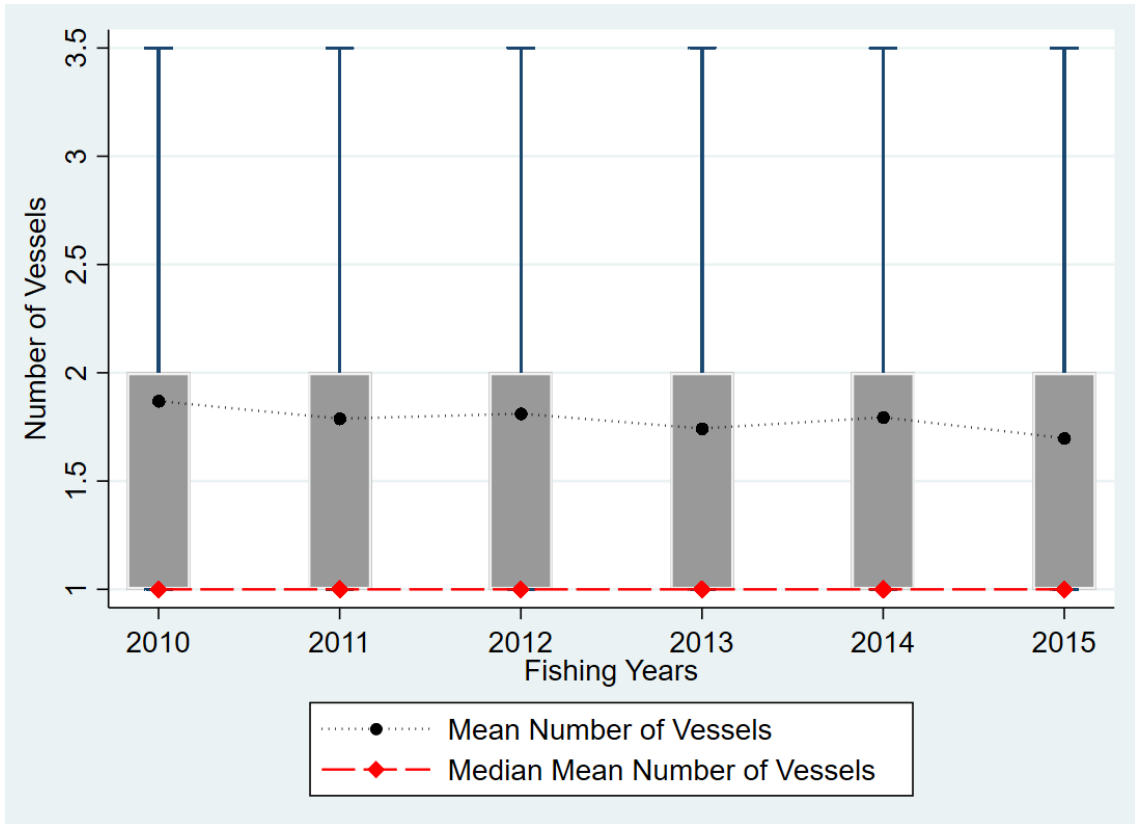 Number of Vessels
3.5
3
2.5
2
1.5
1
2010 2011 2012 2013 2014 2015
Fishing Years
Mean Number of Vessels
Median Mean Number of Vessels